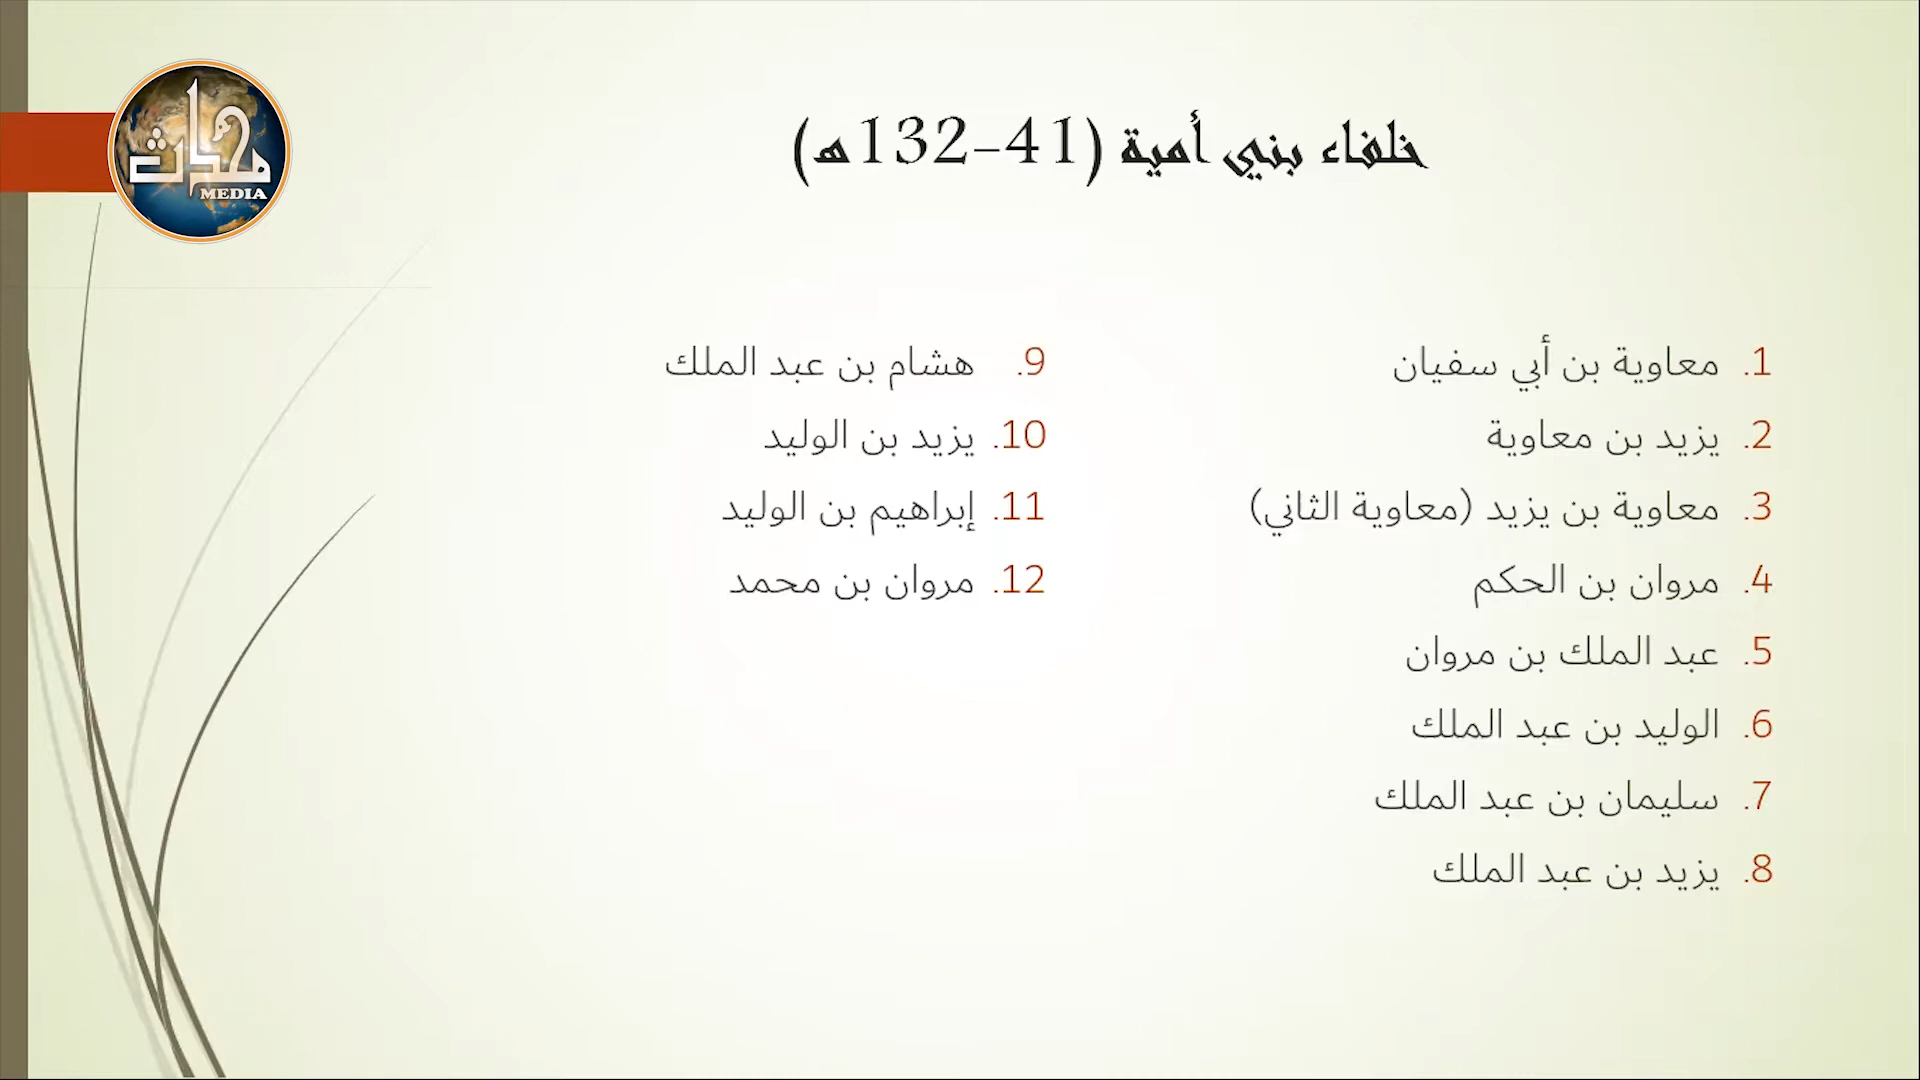 خلفاء بني أمية (41-132ه)
1. معاوية بن أبي سفيان
2. يزيد بن معاوية
3. معاوية بن يزيد (معاوية الثاني)
4. مروان بن الحكم
5. عبد الملك بن مروان
6. الوليد بن عبد الملك
7. سليمان بن عبد الملك
8. يزيد بن عبد الملك
9. هشام بن عبد الملك
10. يزيد بن الوليد
11. إبراهيم بن الوليد
12. مروان بن محمد
MEDIA